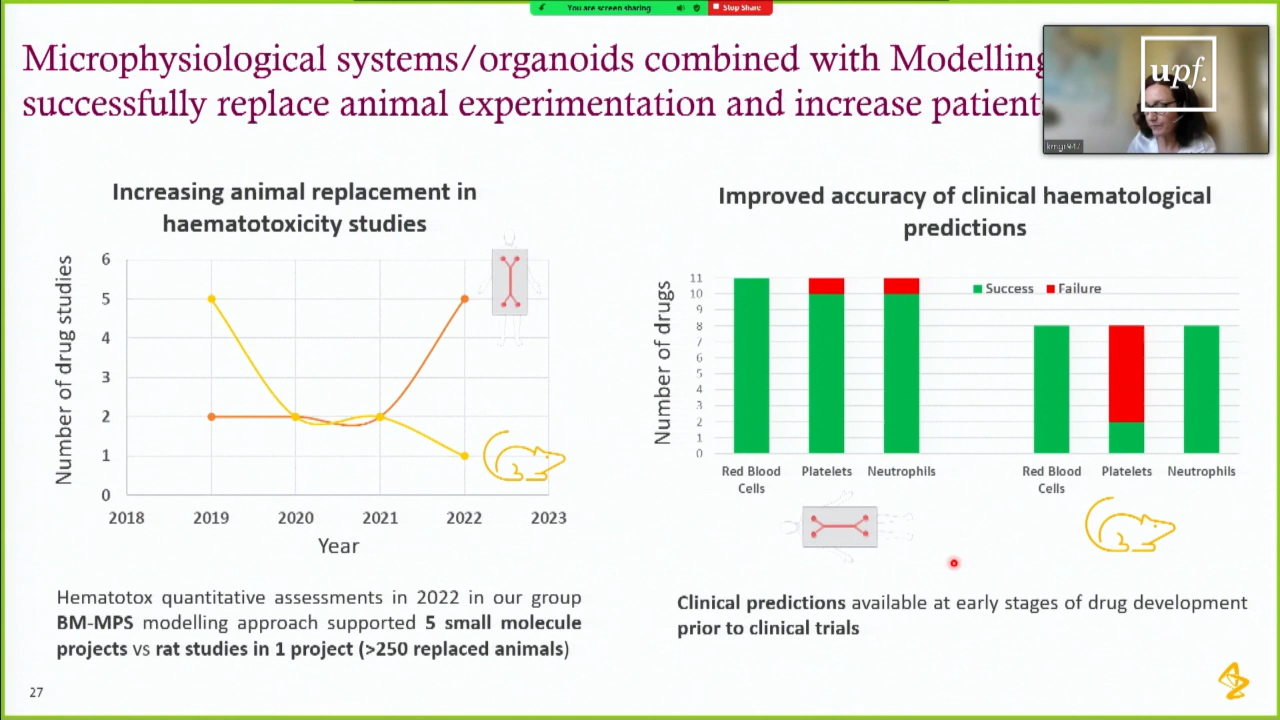 You are screen sharing
Stop Share
Microphysiological systems/organoids combined with Modelling
successfully replace animal experimentation and increase patient
upf.
Increasing animal replacement in
haematotoxicity studies
Number of drug studies
6
5
4
3
2
1
0
2018 2019 2020 2021 2022 2023
Year
Hematotox quantitative assessments in 2022 in our group
BM-MPS modelling approach supported 5 small molecule
projects vs rat studies in 1 project (>250 replaced animals)
Improved accuracy of clinical haematological
predictions
Number of drugs
11
10
9
8
7
6
5
4
3
2
1
0
Success Failure
Red Blood Platelets Neutrophils Red Blood Platelets Neutrophils
Cells Cells
Clinical predictions available at early stages of drug development
prior to clinical trials
27